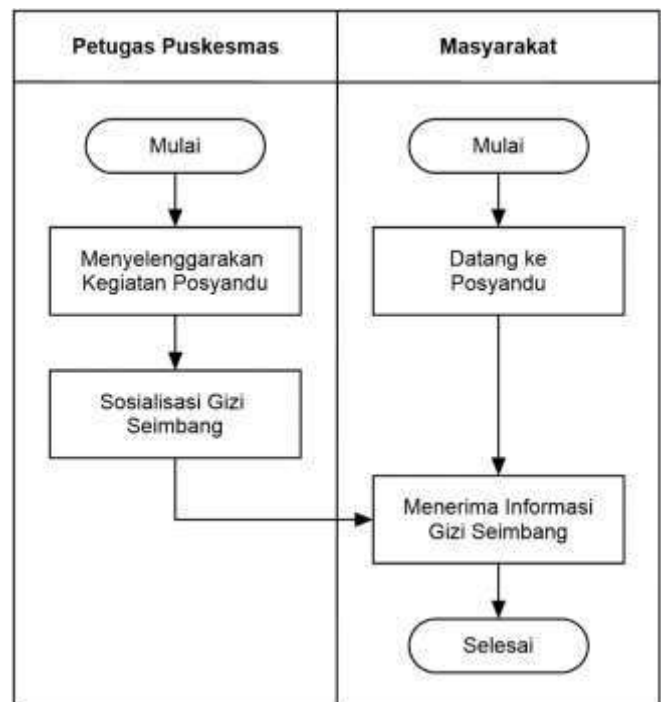 Petugas Puskesmas
Masyarakat
Mulai
Mulai
Menyelenggarakan
Kegiatan Posyandu
Datang ke
Posyandu
Sosialisasi Gizi
Seimbang
Menerima Informasi
Gizi Seimbang
Selesai